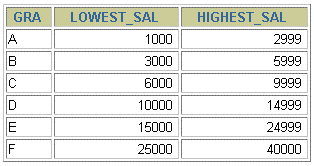 GRA LOWEST_SAL HIGHEST_SAL
A 1000 2999
B 3000 5999
C 6000 9999
D 10000 14999
E 15000 24999
F 25000 40000